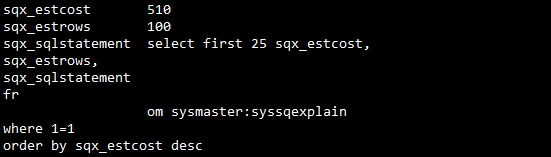 sqx_estcost 510
sqx_estrows 100
sqx_sqlstatement select first 25 sqx_estcost,
sqx_estrows,
sqx_sqlstatement
fr
om sysmaster:syssqexplain
where 1=1
order by sqx_estcost desc